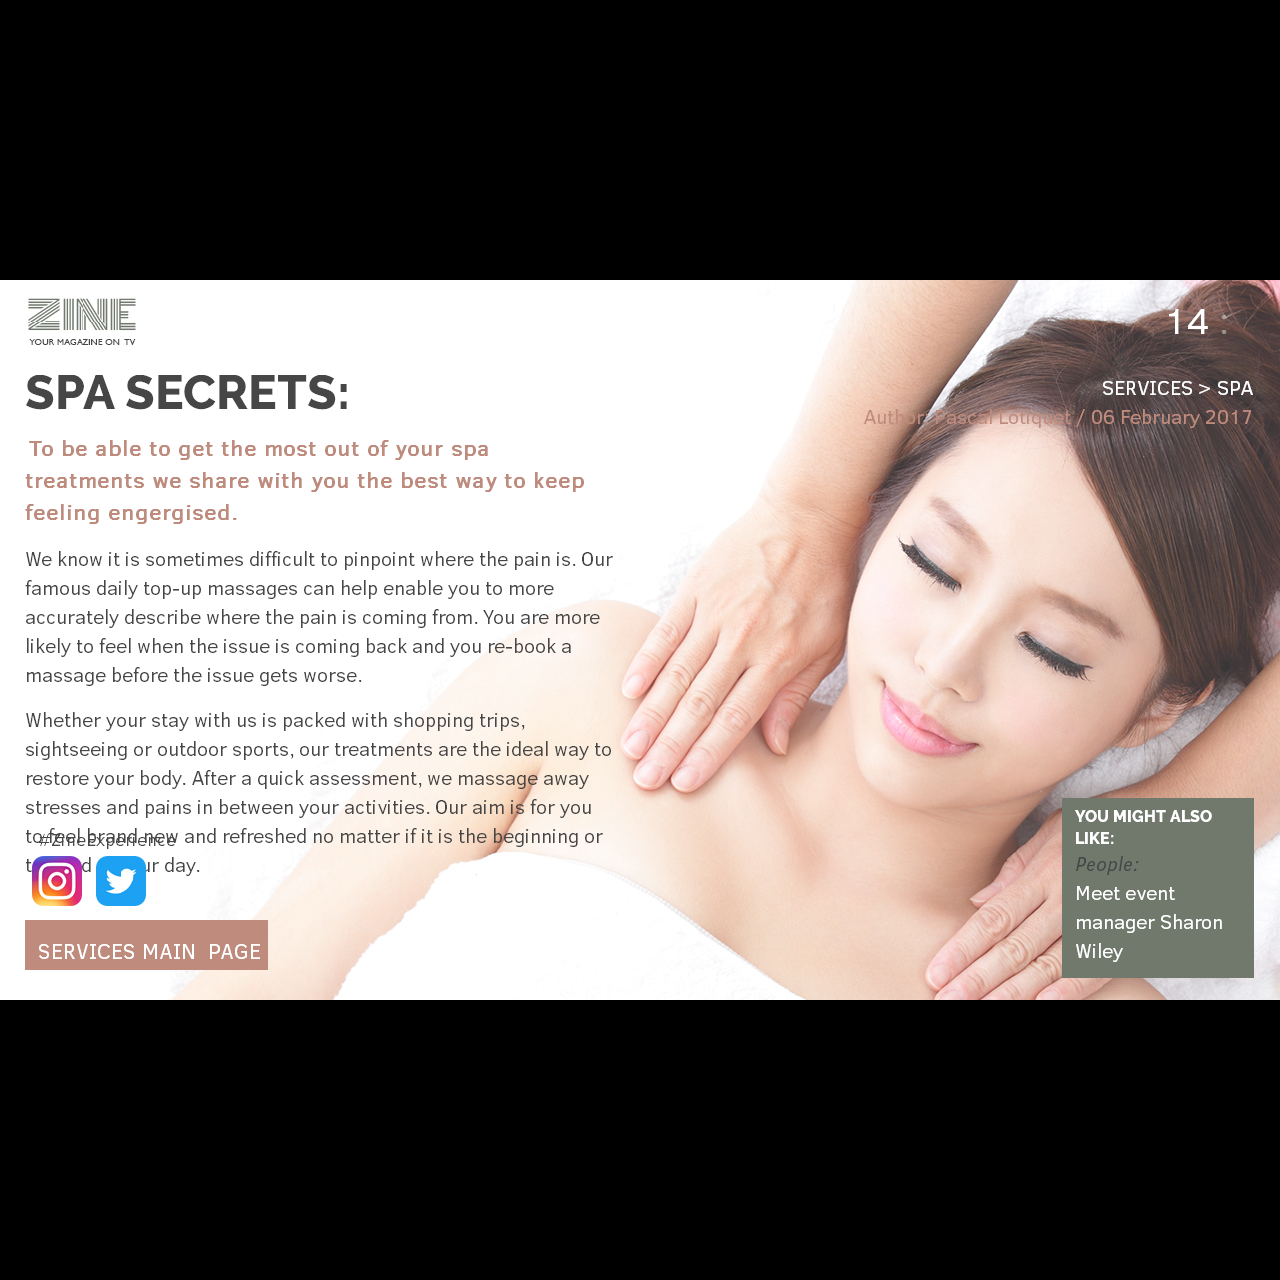 ZINE
YOUR MAGAZINE ON TV
14 :
SPA SECRETS:
SERVICES > SPA
Author: Pascal Louquet / 06 February 2017
To be able to get the most out of your spa
treatments we share with you the best way to keep
feeling engergised.
We know it is sometimes difficult to pinpoint where the pain is. Our
famous daily top-up massages can help enable you to more
accurately describe where the pain is coming from. You are more
likely to feel when the issue is coming back and you re-book a
massage before the issue gets worse.
Whether your stay with us is packed with shopping trips,
sightseeing or outdoor sports, our treatments are the ideal way to
restore your body. After a quick assessment, we massage away
stresses and pains in between your activities. Our aim is for you
to feel brand new and refreshed no matter if it is the beginning or
day.
#ZineExperience
SERVICES MAIN PAGE
YOU MIGHT ALSO
LIKE:
People:
Meet event
manager Sharon
Wiley